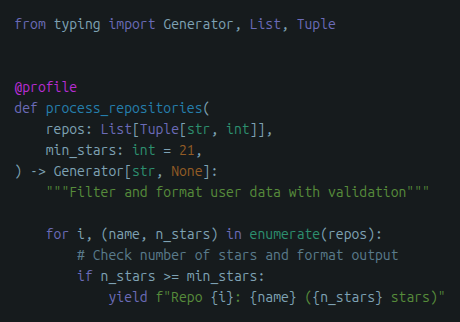 from typing import Generator, List, Tuple
@profile
def process_repositories(
    repos: List[Tuple[str, int]],
    min_stars: int = 21,
) -> Generator[str, None]:
    """Filter and format user data with validation"""
    for i, (name, n_stars) in enumerate(repos):
        # Check number of stars and format output
        if n_stars >= min_stars:
            yield f"Repo {i}: {name} ({n_stars} stars)"